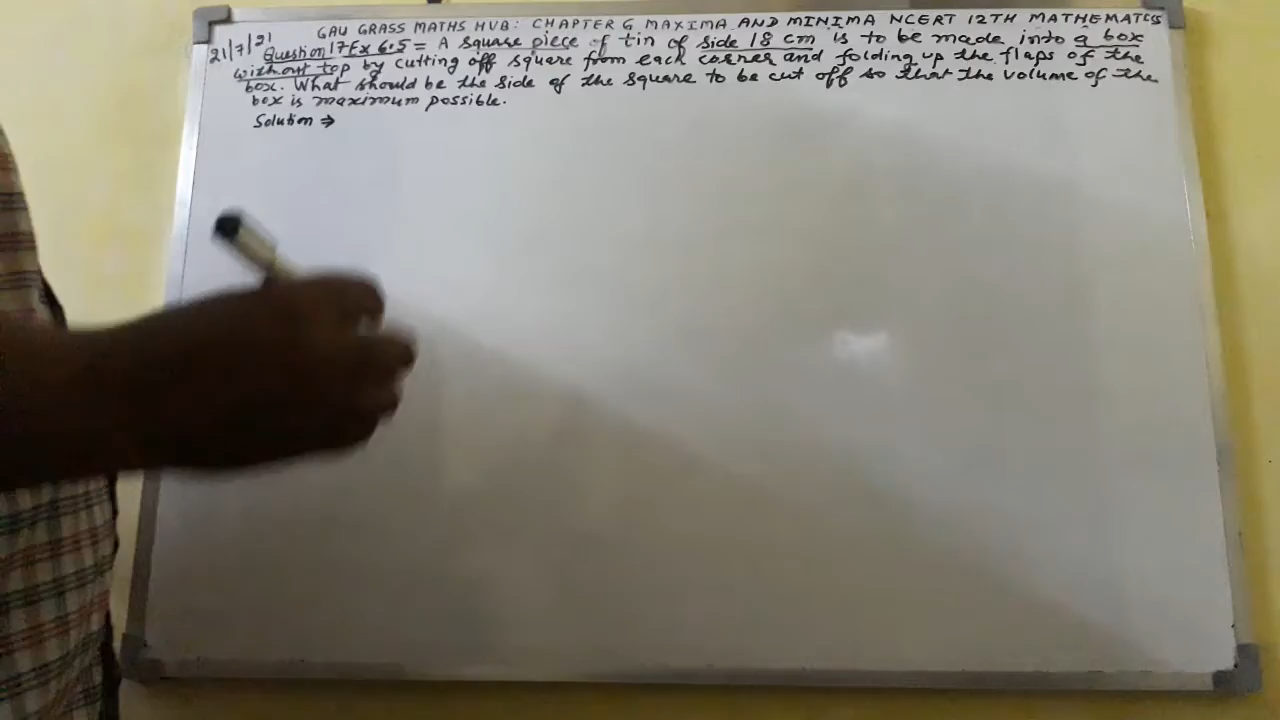 GAU GRASS MATHS HUB: CHAPTER 6 MAXIMA AND MINIMA NCERT 12TH MATHEMATCS
21/7/21 Question 17 Ex 6.5 = A square piece of tin of side 18 cm is to be made into a box
without top by cutting off square from each corner and folding up the flaps of the
box. What should be the side of the square to be cut off so that the volume of the
box is maximum possible.
Solution ⇒